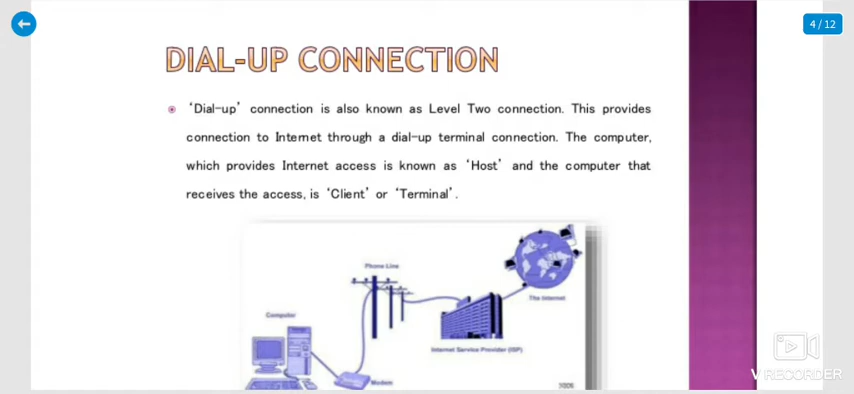 4 / 12
DIAL-UP CONNECTION
‘Dial-up’ connection is also known as Level Two connection. This provides
connection to Internet through a dial-up terminal connection. The computer,
which provides Internet access is known as ‘Host’ and the computer that
receives the access, is ‘Client’ or ‘Terminal’.
Phone Line
The Internet
Computer
Internet Service Provider (ISP)
Modem
2006
V RECORDER